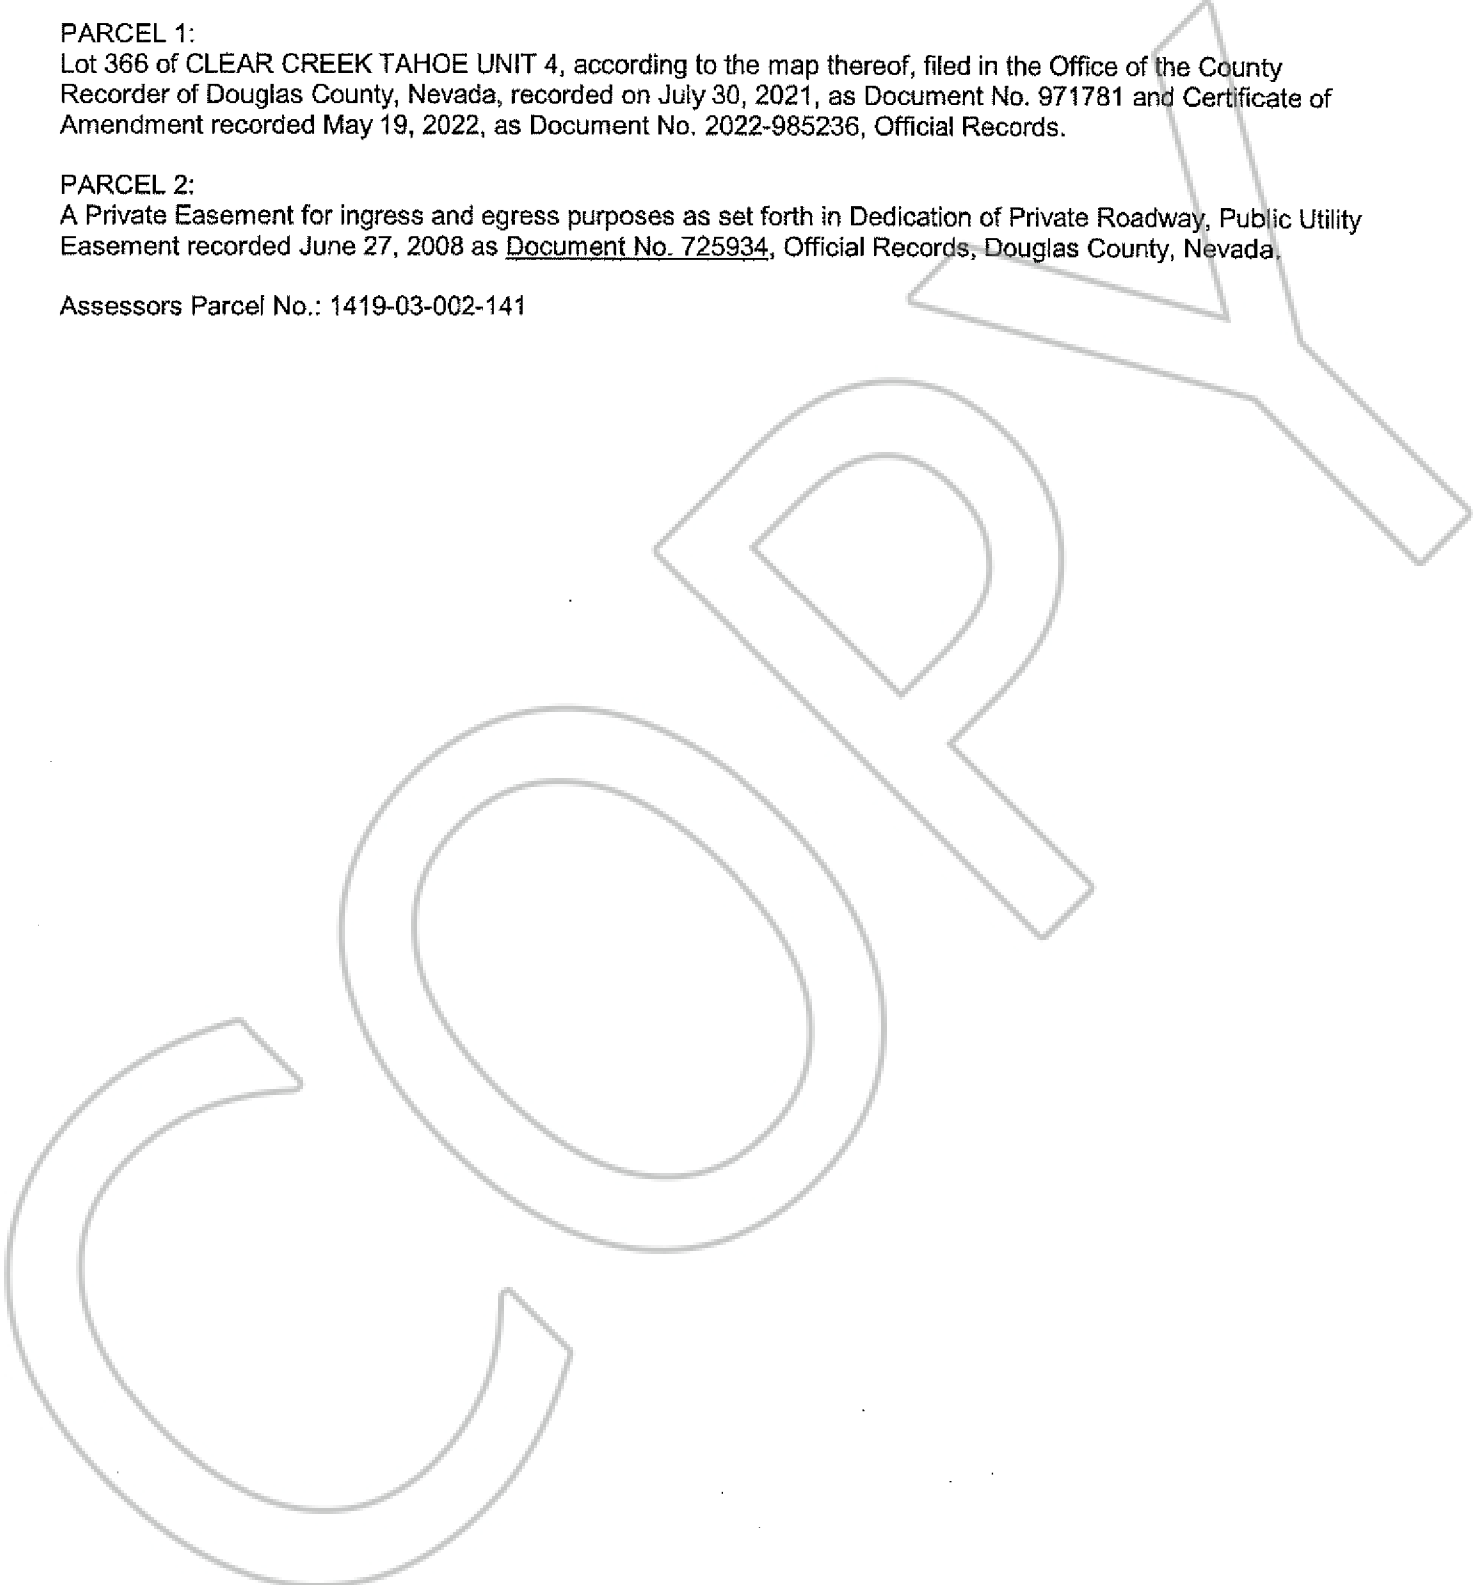 PARCEL 1:
Lot 366 of CLEAR CREEK TAHOE UNIT 4, according to the map thereof, filed in the Office of the County
Recorder of Douglas County, Nevada, recorded on July 30, 2021, as Document No. 971781 and Certificate of
Amendment recorded May 19, 2022, as Document No. 2022-985236, Official Records.
PARCEL 2:
A Private Easement for ingress and egress purposes as set forth in Dedication of Private Roadway, Public Utility
Easement recorded June 27, 2008 as Document No. 725934, Official Records, Douglas County, Nevada.
Assessors Parcel No.: 1419-03-002-141
COPY